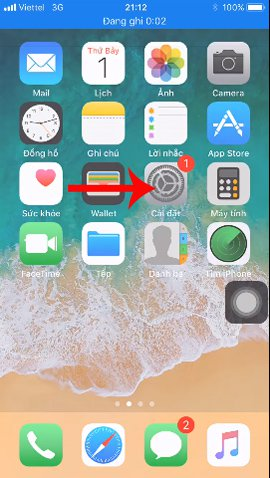 Viettel 3G 21:12 100%
Đang ghi 0:02
Thứ Bảy
1
Mail Lịch Ảnh Camera
Đồng hồ Ghi chú Lời nhắc App Store
1
Sức khỏe Wallet Cài đặt Máy tính
FaceTime Tệp Danh bạ Tìm iPhone
2